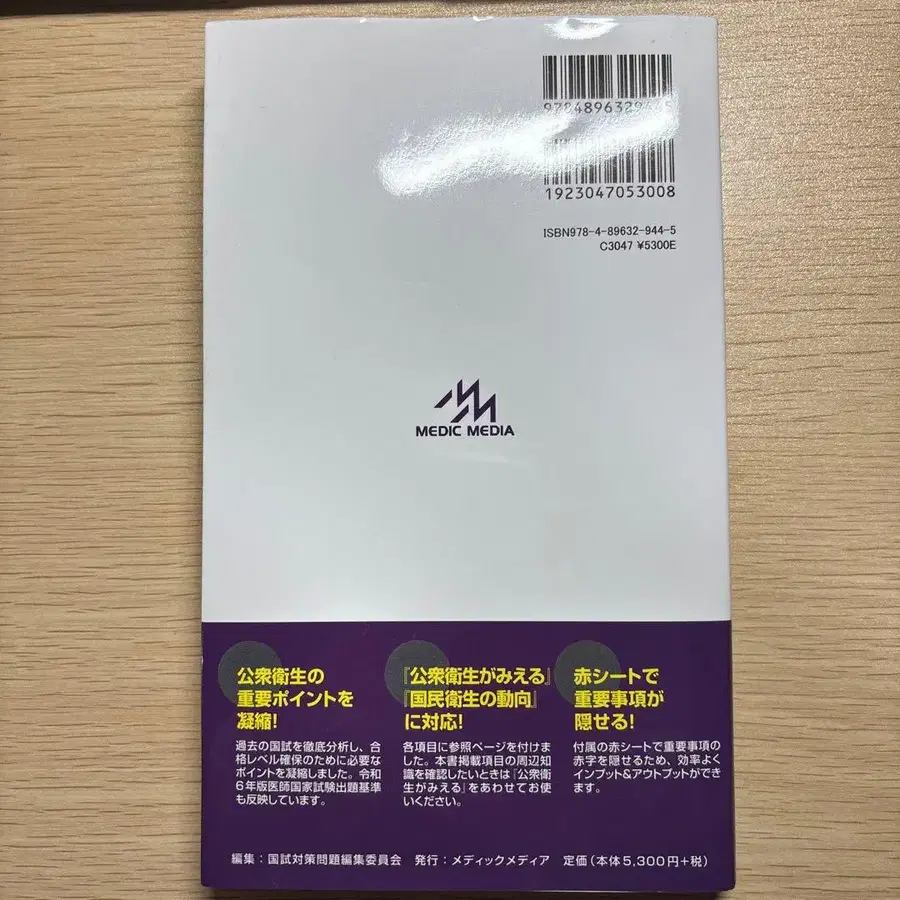 1923047053008
ISBN978-4-89632-944-5
C3047 ¥5300E
MEDIC MEDIA
公衆衛生の
重要ポイントを
凝縮!
過去の国試を徹底分析し、合
格レベル確保のために必要な
ポイントを凝縮しました。令和
6年版医師国家試験出題基準
も反映しています。
『公衆衛生がみえる』
『国民衛生の動向』
に対応!
各項目に参照ページを付けま
した。本書掲載項目の周辺知
識を確認したいときは『公衆衛
生がみえる』をあわせてお使
いください。
赤シートで
重要事項が
隠せる!
付属の赤シートで重要事項の
赤字を隠せるため、効率よく
インプット&アウトプットができ
ます。
編集:国試対策問題編集委員会 発行:メディックメディア 定価(本体5,300円+税)